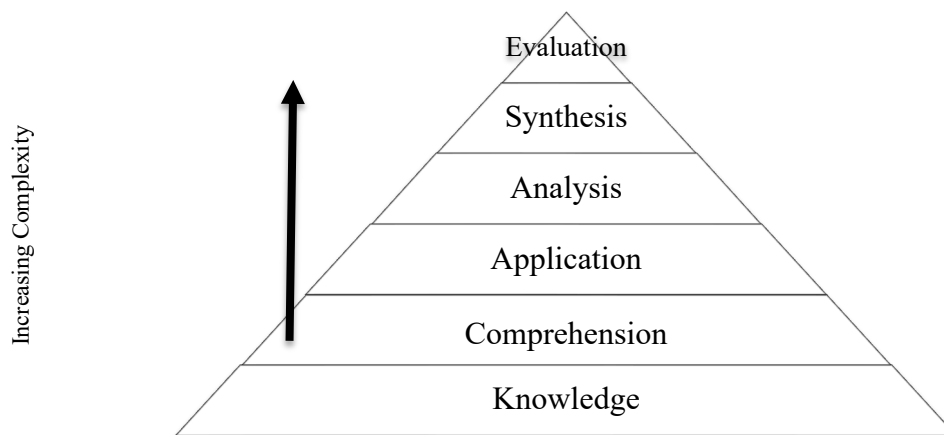 Evaluation
Synthesis
Analysis
Application
Comprehension
Knowledge
Increasing Complexity